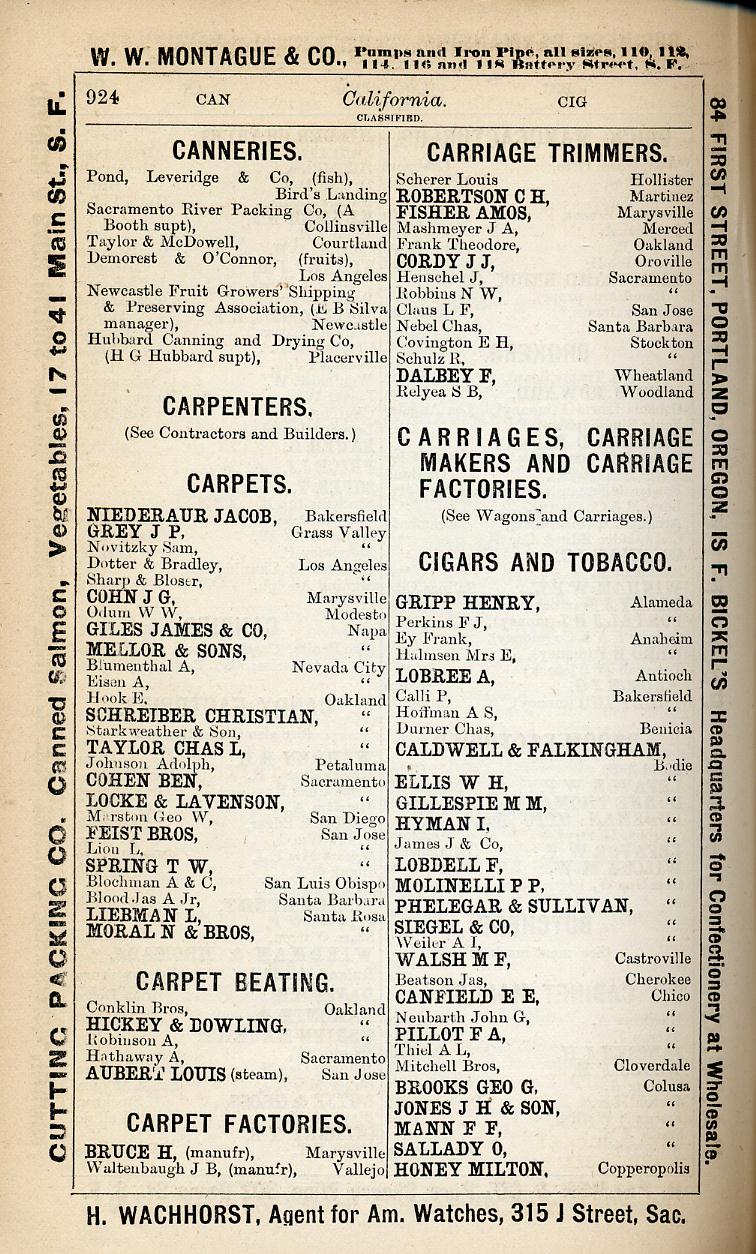 W. W. MONTAGUE & CO., Pumps and Iron Pipe, all sizes, 110, 112,
114, 116 and 118 Battery Street, S. F.
924 CAN California. CIG
CLASSIFIED.
CANNERIES.
Pond, Leveridge & Co, (fish),
Bird's Landing
Sacramento River Packing Co, (A
Booth supt), Collinsville
Taylor & McDowell, Courtland
Demorest & O'Connor, (fruits),
Los Angeles
Newcastle Fruit Growers' Shipping
& Preserving Association, (E B Silva
manager), Newcastle
Hubbard Canning and Drying Co,
(H G Hubbard supt), Placerville
CARPENTERS.
(See Contractors and Builders.)
CARPETS.
NIEDERAUR JACOB, Bakersfield
GREY J P, Grass Valley
Novitzky Sam, "
Dotter & Bradley, Los Angeles
Sharp & Bloser, "
COHN J G, Marysville
Odum W W, Modesto
GILES JAMES & CO, Napa
MELLOR & SONS, "
Blumenthal A, Nevada City
Eisen A, "
Hook E, Oakland
SCHREIBER CHRISTIAN, "
Starkweather & Son, "
TAYLOR CHAS L, "
Johnson Adolph, Petaluma
COHEN BEN, Sacramento
LOCKE & LAVENSON, "
Marston Geo W, San Diego
FEIST BROS, San Jose
Lion L, "
SPRING T W, "
Blochman A & C, San Luis Obispo
Blood Jas A Jr, Santa Barbara
LIEBMAN L, Santa Rosa
MORAL N & BROS, "
CARPET BEATING.
Conklin Bros, Oakland
HICKEY & DOWLING, "
Robinson A, "
Hathaway A, Sacramento
AUBERT LOUIS (steam), San Jose
CARPET FACTORIES.
BRUCE H, (manufr), Marysville
Waltenbaugh J B, (manufr), Vallejo
CARRIAGE TRIMMERS.
Scherer Louis Hollister
ROBERTSON C H, Martinez
FISHER AMOS, Marysville
Mashmeyer J A, Merced
Frank Theodore, Oakland
CORDY J J, Oroville
Henschel J, Sacramento
Robbins N W, "
Claus L F, San Jose
Nebel Chas, Santa Barbara
Covington E H, Stockton
Schulz R, "
DALBEY F, Wheatland
Relyea S B, Woodland
CARRIAGES, CARRIAGE
MAKERS AND CARRIAGE
FACTORIES.
(See Wagons and Carriages.)
CIGARS AND TOBACCO.
GRIPP HENRY, Alameda
Perkins F J, "
Ey Frank, Anaheim
Halmsen Mrs E, "
LOBREE A, Antioch
Calli P, Bakersfield
Hoffman A S, "
Durner Chas, Benicia
CALDWELL & FALKINGHAM,
Bodie
ELLIS W H, "
GILLESPIE M M, "
HYMAN I, "
James J & Co, "
LOBDELL F, "
MOLINELLI P P, "
PHELEGAR & SULLIVAN, "
SIEGEL & CO, "
Weiler A I, "
WALSH M F, Castroville
Beatson Jas, Cherokee
CANFIELD E E, Chico
Neubarth John G, "
PILLOT F A, "
Thiel A L, "
Mitchell Bros, Cloverdale
BROOKS GEO G, Colusa
JONES J H & SON, "
MANN F F, "
SALLADY O, "
HONEY MILTON, Copperopolis
CUTTING PACKING CO. Canned Salmon, Vegetables, 17 to 41 Main St., S. F.
84 FIRST STREET, PORTLAND, OREGON, IS F. BICKEL'S Headquarters for Confectionery at Wholesale.
H. WACHHORST, Agent for Am. Watches, 315 J Street, Sac.